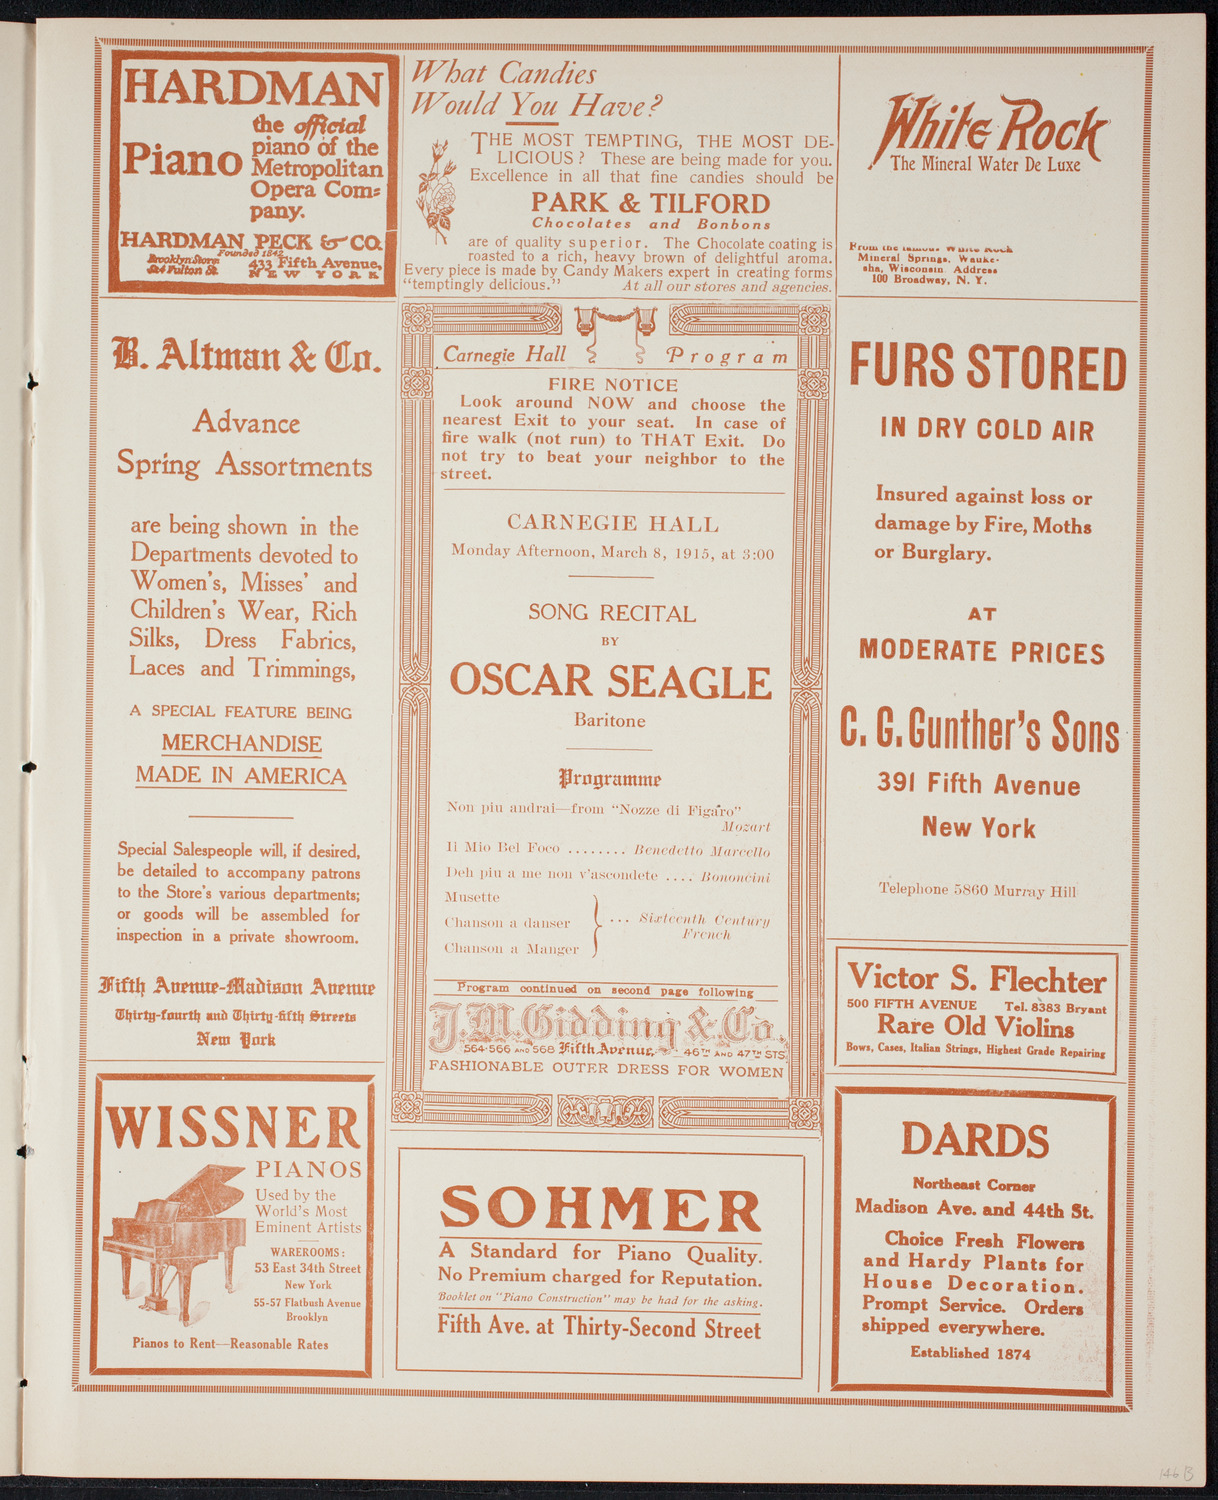 HARDMAN
Piano
the official
piano of the
Metropolitan
Opera Com=
pany.
HARDMAN PECK & CO.
Founded 1842
Brooklyn Store
524 Fulton St.
433 Fifth Avenue,
NEW YORK
What Candies
Would You Have?
THE MOST TEMPTING, THE MOST DE-
LICIOUS? These are being made for you.
Excellence in all that fine candies should be
PARK & TILFORD
Chocolates and Bonbons
are of quality superior. The Chocolate coating is
roasted to a rich, heavy brown of delightful aroma.
Every piece is made by Candy Makers expert in creating forms
"temptingly delicious." At all our stores and agencies.
White Rock
The Mineral Water De Luxe
From the famous White Rock
Mineral Springs, Wauke-
sha, Wisconsin. Address
100 Broadway, N. Y.
B. Altman & Co.
Advance
Spring Assortments
are being shown in the
Departments devoted to
Women's, Misses' and
Children's Wear, Rich
Silks, Dress Fabrics,
Laces and Trimmings,
A SPECIAL FEATURE BEING
MERCHANDISE
MADE IN AMERICA
Special Salespeople will, if desired,
be detailed to accompany patrons
to the Store's various departments;
or goods will be assembled for
inspection in a private showroom.
Fifth Avenue-Madison Avenue
Thirty-fourth and Thirty-fifth Streets
New York
Carnegie Hall Program
FIRE NOTICE
Look around NOW and choose the
nearest Exit to your seat. In case of
fire walk (not run) to THAT Exit. Do
not try to beat your neighbor to the
street.
CARNEGIE HALL
Monday Afternoon, March 8, 1915, at 3:00
SONG RECITAL
BY
OSCAR SEAGLE
Baritone
Programme
Non piu andrai—from "Nozze di Figaro"
Mozart
Il Mio Bel Foco ........ Benedetto Marcello
Deh piu a me non v'ascondete .... Bononcini
Musette
Chanson a danser
Chanson a Manger
... Sixteenth Century
French
Program continued on second page following
J.M. Gidding & Co.
564-566 AND 568 Fifth Avenue, 46TH AND 47TH STS
FASHIONABLE OUTER DRESS FOR WOMEN
FURS STORED
IN DRY COLD AIR
Insured against loss or
damage by Fire, Moths
or Burglary.
AT
MODERATE PRICES
C. G. Gunther's Sons
391 Fifth Avenue
New York
Telephone 5860 Murray Hill
Victor S. Flechter
500 FIFTH AVENUE Tel. 8383 Bryant
Rare Old Violins
Bows, Cases, Italian Strings, Highest Grade Repairing
WISSNER
PIANOS
Used by the
World's Most
Eminent Artists
WAREROOMS:
53 East 34th Street
New York
55-57 Flatbush Avenue
Brooklyn
Pianos to Rent—Reasonable Rates
SOHMER
A Standard for Piano Quality.
No Premium charged for Reputation.
Booklet on "Piano Construction" may be had for the asking.
Fifth Ave. at Thirty-Second Street
DARDS
Northeast Corner
Madison Ave. and 44th St.
Choice Fresh Flowers
and Hardy Plants for
House Decoration.
Prompt Service. Orders
shipped everywhere.
Established 1874
146 B